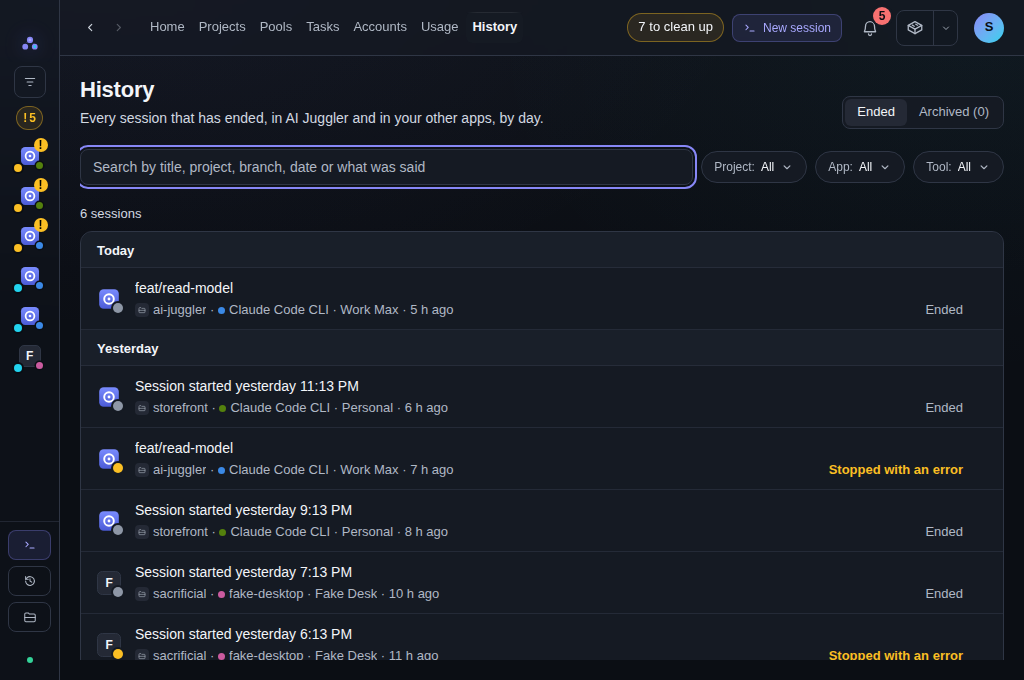 Home Projects Pools Tasks Accounts Usage History
7 to clean up
New session
5
S
!5
!
!
!
F
History
Every session that has ended, in AI Juggler and in your other apps, by day.
Ended Archived (0)
Search by title, project, branch, date or what was said
Project: All
App: All
Tool: All
6 sessions
Today
feat/read-model
ai-juggler · Claude Code CLI · Work Max · 5 h ago
Ended
Yesterday
Session started yesterday 11:13 PM
storefront · Claude Code CLI · Personal · 6 h ago
Ended
feat/read-model
ai-juggler · Claude Code CLI · Work Max · 7 h ago
Stopped with an error
Session started yesterday 9:13 PM
storefront · Claude Code CLI · Personal · 8 h ago
Ended
F
Session started yesterday 7:13 PM
sacrificial · fake-desktop · Fake Desk · 10 h ago
Ended
F
Session started yesterday 6:13 PM
sacrificial · fake-desktop · Fake Desk · 11 h ago
Stopped with an error